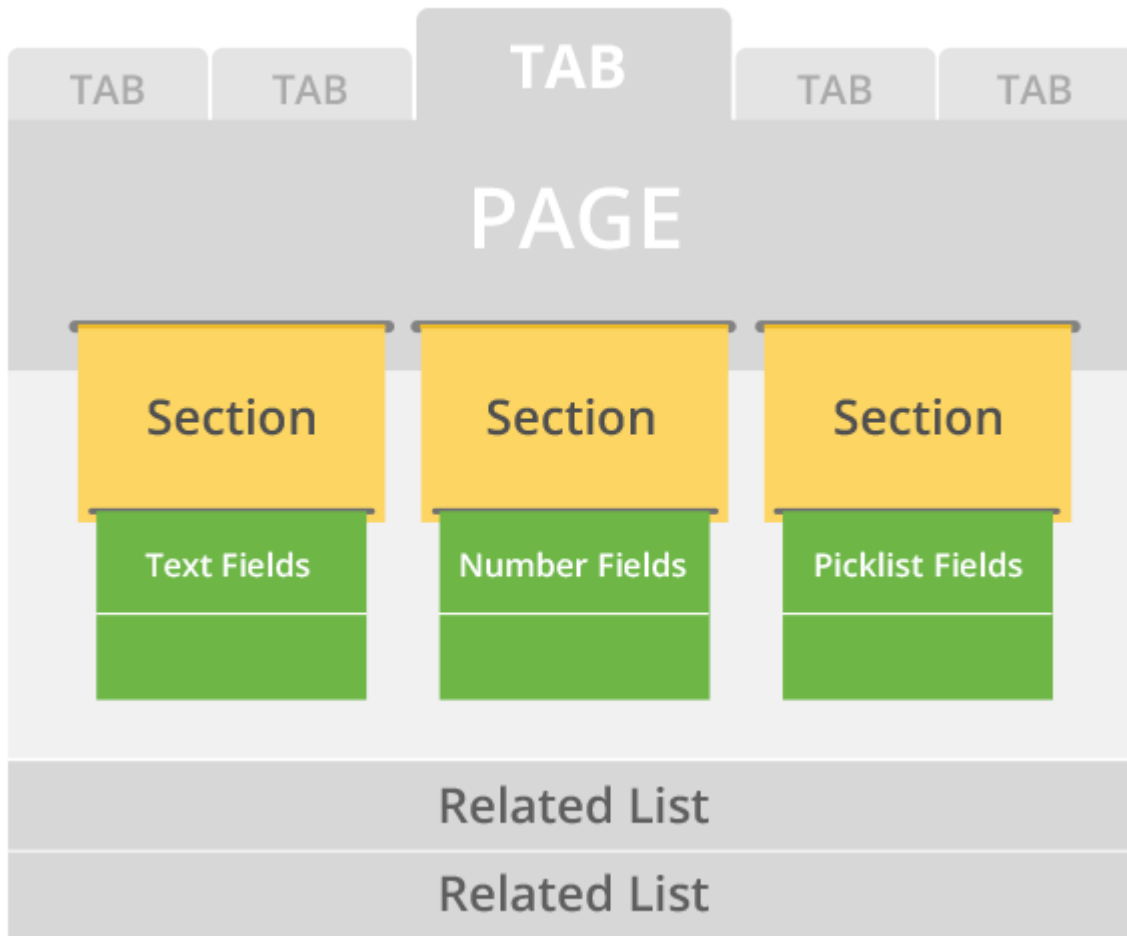 TAB
TAB
TAB
TAB
TAB
PAGE
Section
Section
Section
Text Fields
Number Fields
Picklist Fields
Related List
Related List